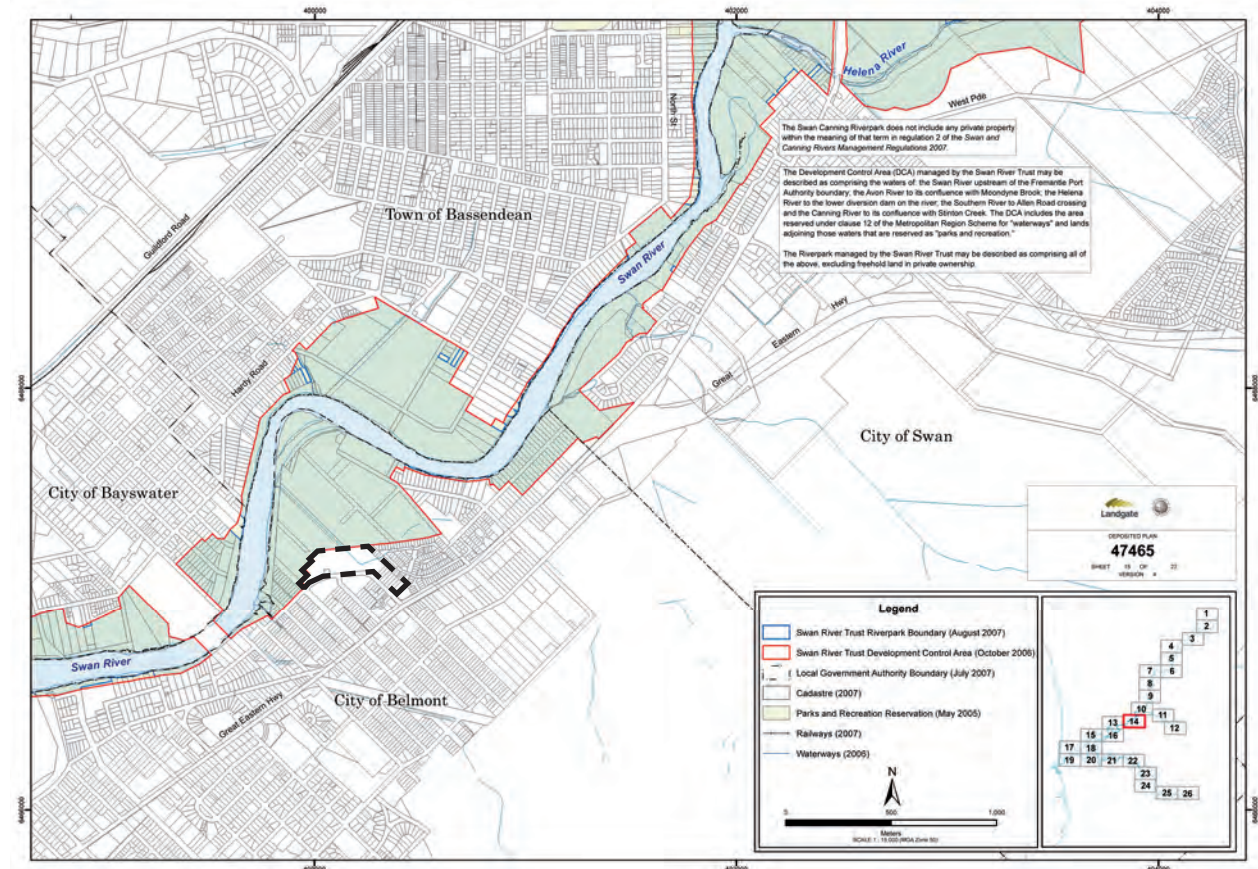 400000
402000
404000
Helena River
West Pde
North St
The Swan Canning Riverpark does not include any private property
within the meaning of that term in regulation 2 of the Swan and
Canning Rivers Management Regulations 2007.
The Development Control Area (DCA) managed by the Swan River Trust may be
described as comprising the waters of: the Swan River upstream of the Fremantle Port
Authority boundary, the Avon River to its confluence with Moondyne Brook, the Helena
River to the lower diversion dam on the river, the Southern River to Allen Road crossing
and the Canning River to its confluence with Stinton Creek. The DCA includes the area
reserved under clause 12 of the Metropolitan Region Scheme for "waterways" and lands
adjoining those waters that are reserved as "parks and recreation."
The Riverpark managed by the Swan River Trust may be described as comprising all of
the above, excluding freehold land in private ownership.
Town of Bassendean
Guildford Road
Swan River
Great Eastern Hwy
Hardy Road
City of Swan
City of Bayswater
Landgate
DEPOSITED PLAN
47465
SHEET OF 22
VERSION
Swan River
City of Belmont
Great Eastern Hwy
Legend
Swan River Trust Riverpark Boundary (August 2007)
Swan River Trust Development Control Area (October 2006)
Local Government Authority Boundary (July 2007)
Cadastre (2007)
Parks and Recreation Reservation (May 2005)
Railways (2007)
Waterways (2006)
N
0 500 1,000
Meters
SCALE 1 : 15,000 (MGA Zone 50)
1
2
3
4
5
7 6
8
9
10 11
13 14 12
15 16
17 18
19 20 21 22
23
24
25 26